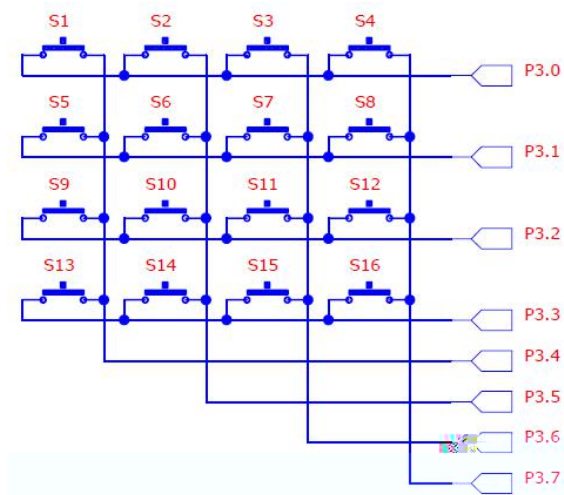 S1 S2 S3 S4
P3.0
S5 S6 S7 S8
P3.1
S9 S10 S11 S12
P3.2
S13 S14 S15 S16
P3.3
P3.4
P3.5
P3.6
P3.7